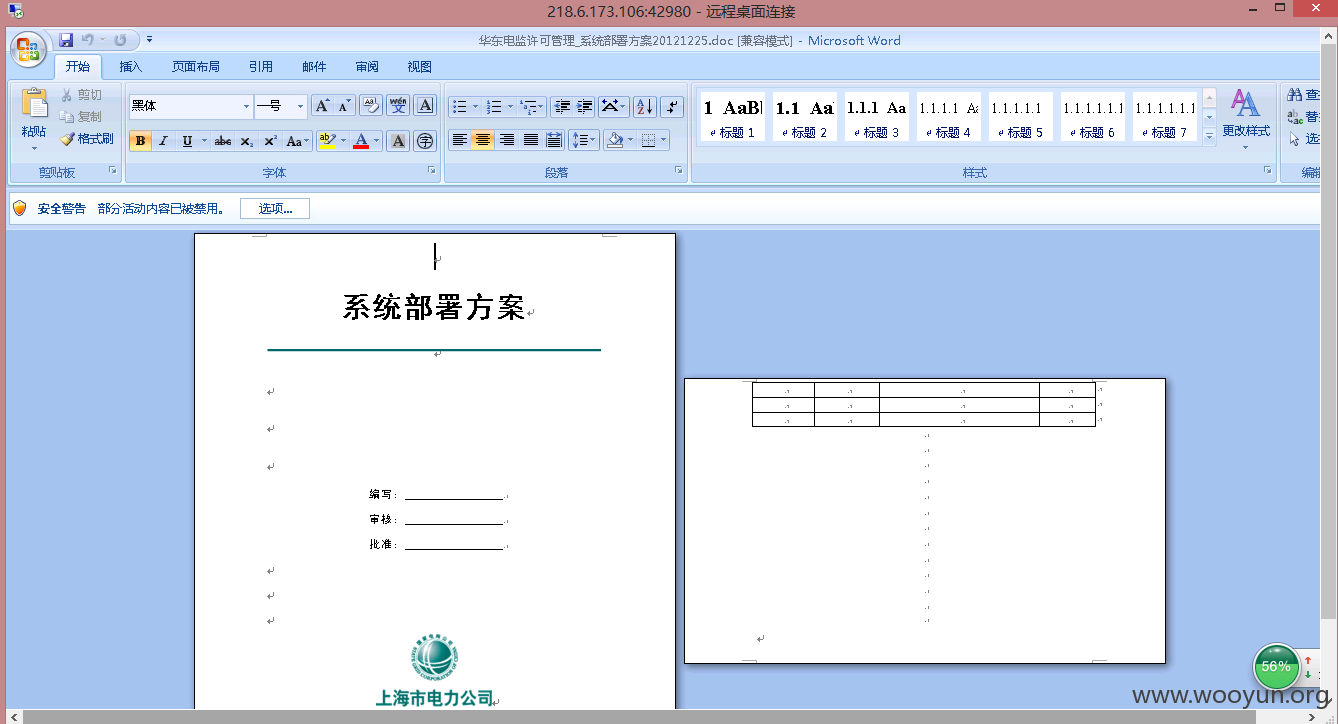 218.6.173.106:42980 - 远程桌面连接
华东电监许可管理_系统部署方案20121225.doc [兼容模式] - Microsoft Word
开始 插入 页面布局 引用 邮件 审阅 视图
粘贴
剪切
复制
格式刷
剪贴板
黑体 一号
字体
段落
1 AaBl 1.1 Aa 1.1.1 Aa 1.1.1.1 Aa 1.1.1.1.1 1.1.1.1.1.1 1.1.1.1.1.1
标题 1 标题 2 标题 3 标题 4 标题 5 标题 6 标题 7
更改样式
样式
查
替
选
编辑
安全警告 部分活动内容已被禁用。 选项...
系统部署方案
编写：
审核：
批准：
上海市电力公司
56%
www.wooyun.org